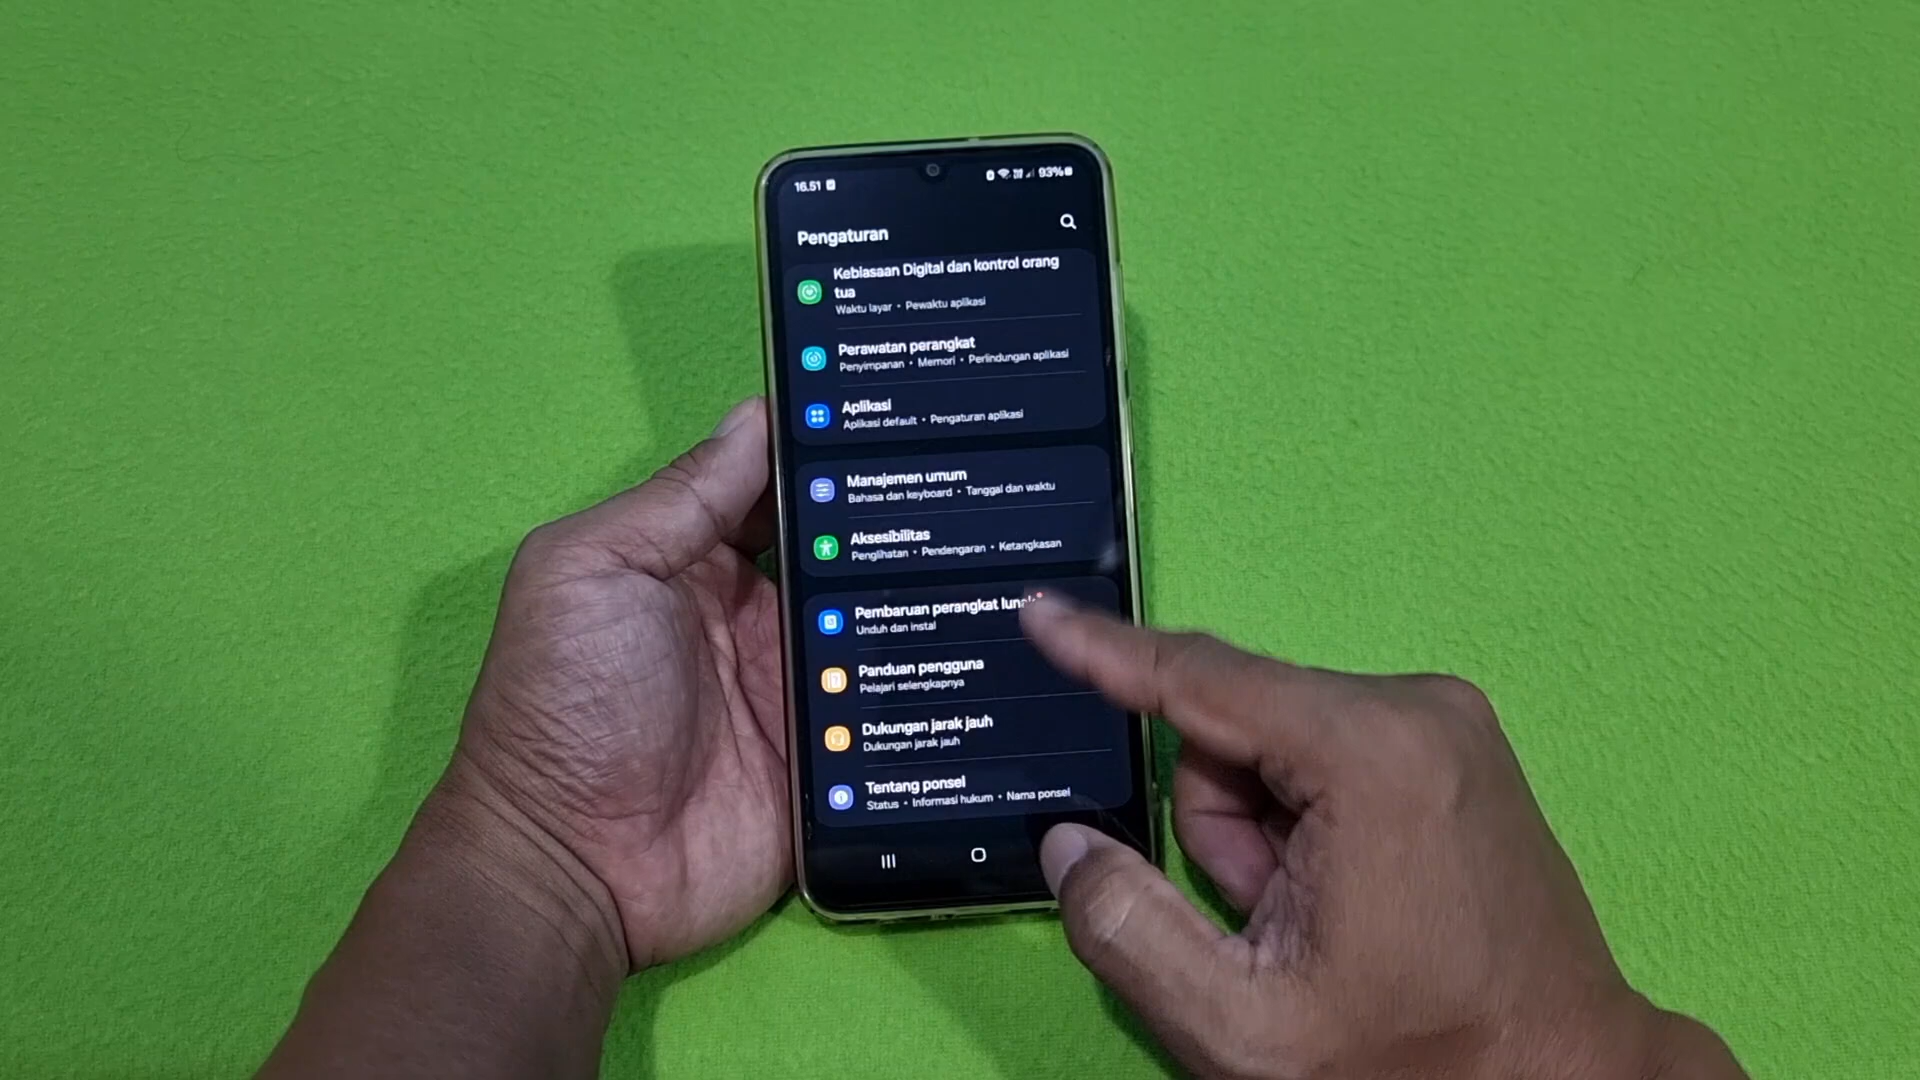 16.51
93%
Pengaturan
Kebiasaan Digital dan kontrol orang
tua
Waktu layar • Pewaktu aplikasi
Perawatan perangkat
Penyimpanan • Memori • Perlindungan aplikasi
Aplikasi
Aplikasi default • Pengaturan aplikasi
Manajemen umum
Bahasa dan keyboard • Tanggal dan waktu
Aksesibilitas
Penglihatan • Pendengaran • Ketangkasan
Pembaruan perangkat lunak
Unduh dan instal
Panduan pengguna
Pelajari selengkapnya
Dukungan jarak jauh
Dukungan jarak jauh
Tentang ponsel
Status • Informasi hukum • Nama ponsel